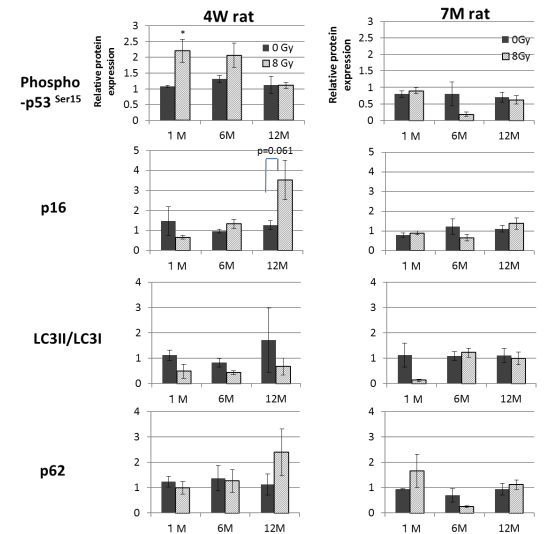 4W rat
7M rat
Relative protein
expression
3
2.5
2
1.5
1
0.5
0
*
0 Gy
8 Gy
1 M
6M
12M
Relative protein
expression
3
2.5
2
1.5
1
0.5
0
0Gy
8Gy
1 M
6M
12M
Phospho
-p53 Ser15
p16
5
4
3
2
1
0
p=0.061
1 M
6M
12M
5
4
3
2
1
0
1 M
6M
12M
LC3II/LC3I
4
3
2
1
0
1 M
6M
12M
4
3
2
1
0
1 M
6M
12M
p62
4
3
2
1
0
1 M
6M
12M
4
3
2
1
0
1 M
6M
12M